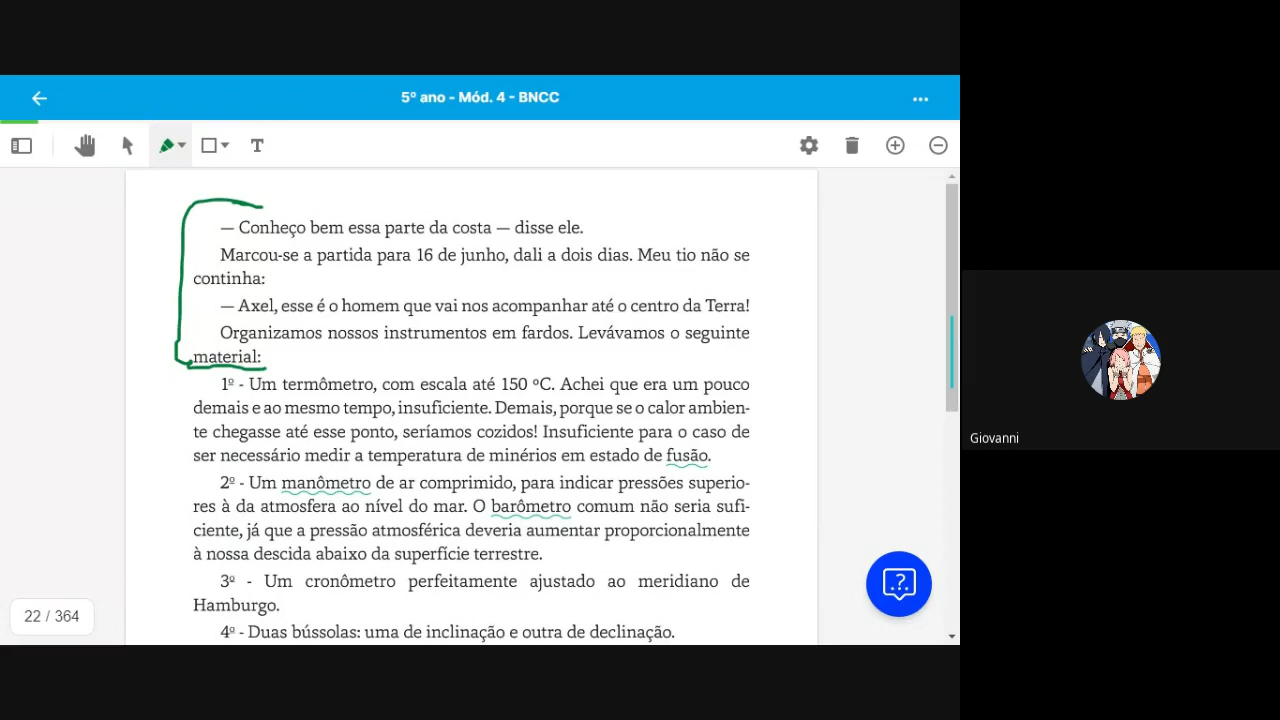 5º ano - Mód. 4 - BNCC
T
— Conheço bem essa parte da costa — disse ele.
Marcou-se a partida para 16 de junho, dali a dois dias. Meu tio não se
continha:
— Axel, esse é o homem que vai nos acompanhar até o centro da Terra!
Organizamos nossos instrumentos em fardos. Levávamos o seguinte
material:
1º - Um termômetro, com escala até 150 ºC. Achei que era um pouco
demais e ao mesmo tempo, insuficiente. Demais, porque se o calor ambien-
te chegasse até esse ponto, seríamos cozidos! Insuficiente para o caso de
ser necessário medir a temperatura de minérios em estado de fusão.
2º - Um manômetro de ar comprimido, para indicar pressões superio-
res à da atmosfera ao nível do mar. O barômetro comum não seria sufi-
ciente, já que a pressão atmosférica deveria aumentar proporcionalmente
à nossa descida abaixo da superfície terrestre.
3º - Um cronômetro perfeitamente ajustado ao meridiano de
Hamburgo.
4º - Duas bússolas: uma de inclinação e outra de declinação.
22 / 364
Giovanni